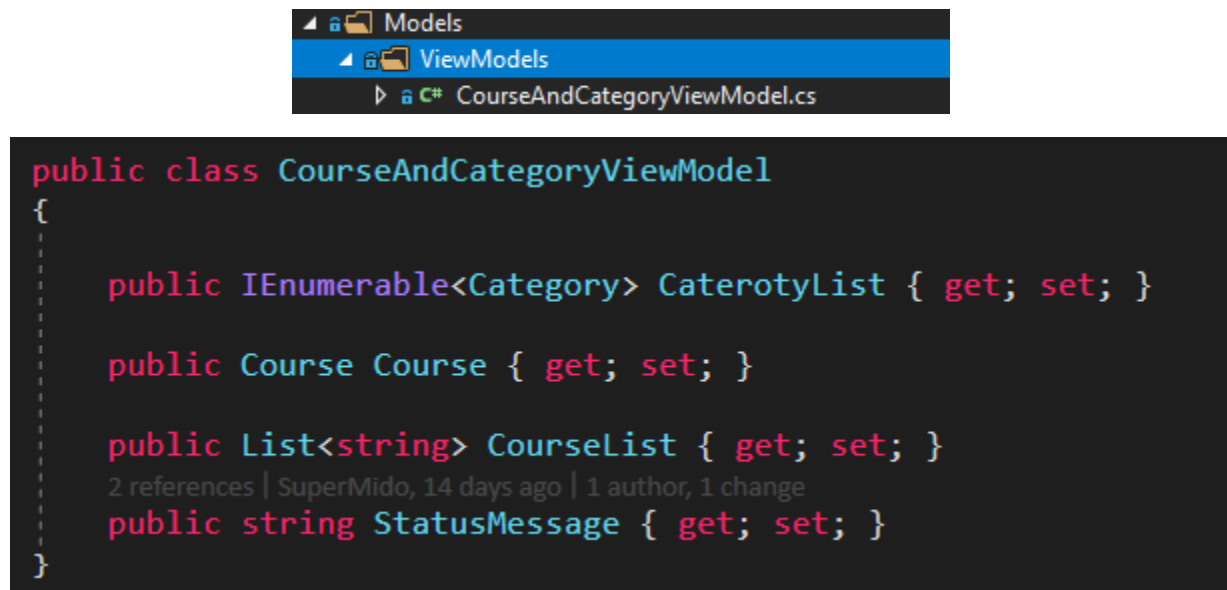 Models
ViewModels
C# CourseAndCategoryViewModel.cs
public class CourseAndCategoryViewModel
{
public IEnumerable<Category> CaterotyList { get; set; }
public Course Course { get; set; }
public List<string> CourseList { get; set; }
2 references | SuperMido, 14 days ago | 1 author, 1 change
public string StatusMessage { get; set; }
}